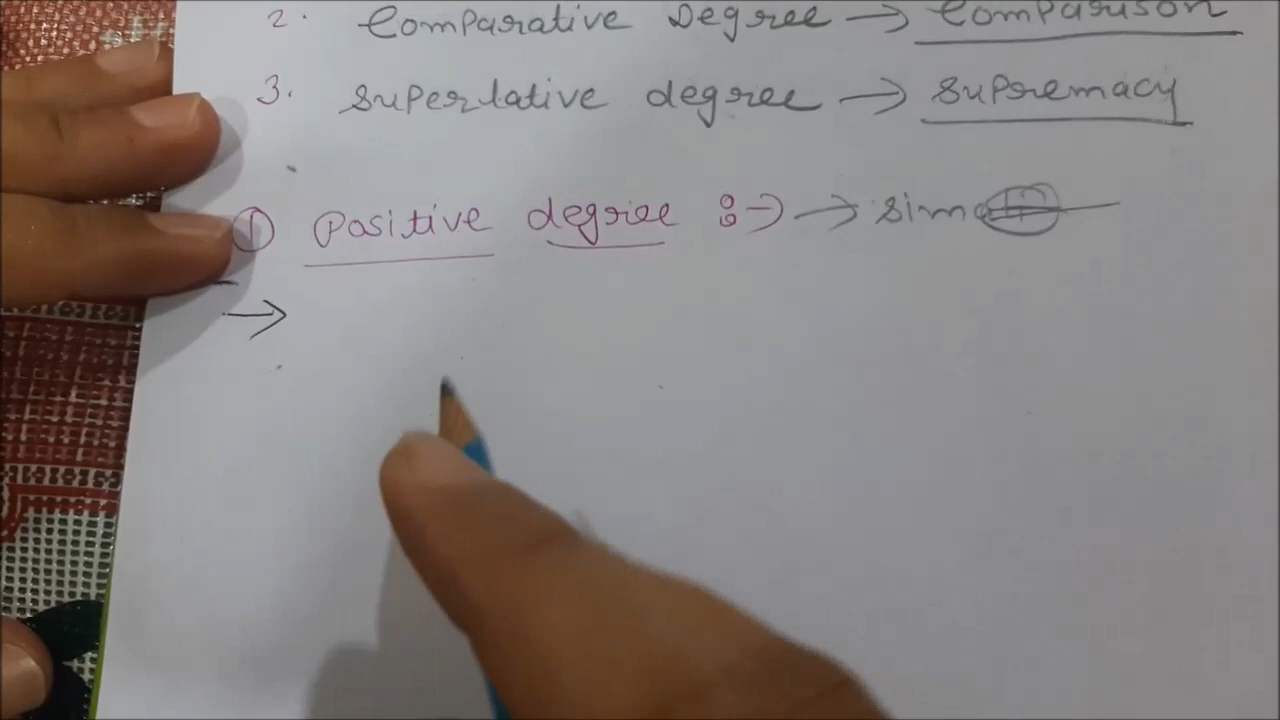 2. Comparative Degree → Comparison
3. Superlative degree → Supremacy
① Positive degree :-) → Sim
→